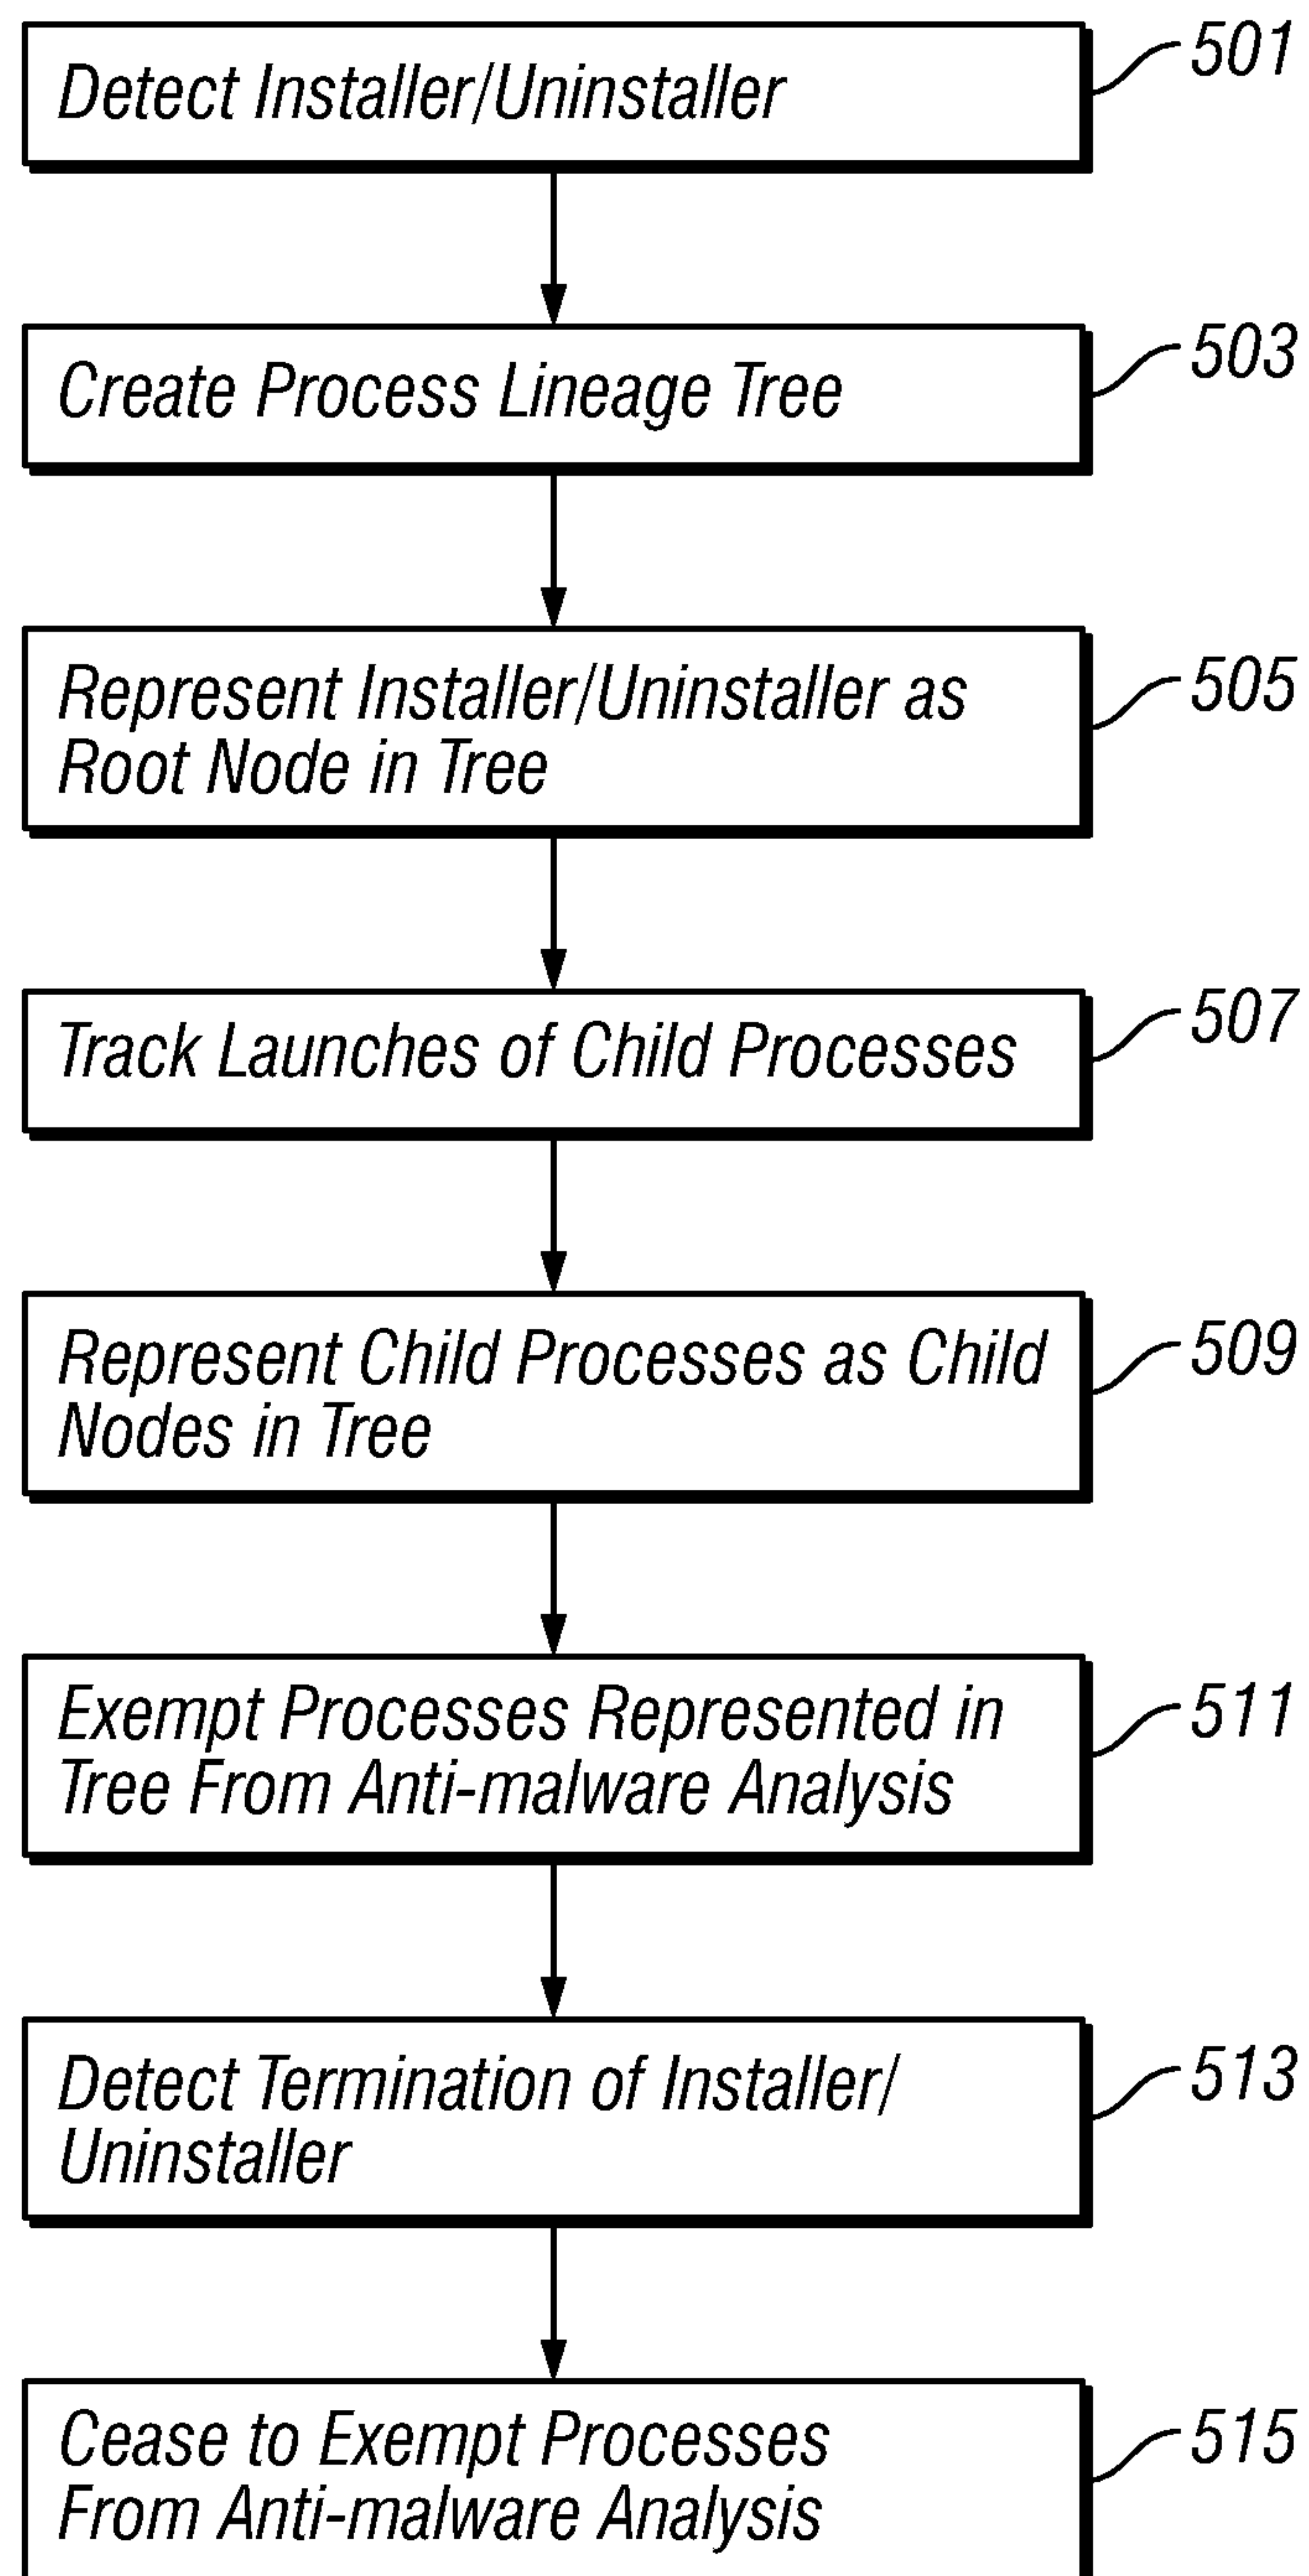 Detect Installer/Uninstaller
501
Create Process Lineage Tree
503
Represent Installer/Uninstaller as
Root Node in Tree
505
Track Launches of Child Processes
507
Represent Child Processes as Child
Nodes in Tree
509
Exempt Processes Represented in
Tree From Anti-malware Analysis
511
Detect Termination of Installer/
Uninstaller
513
Cease to Exempt Processes
From Anti-malware Analysis
515